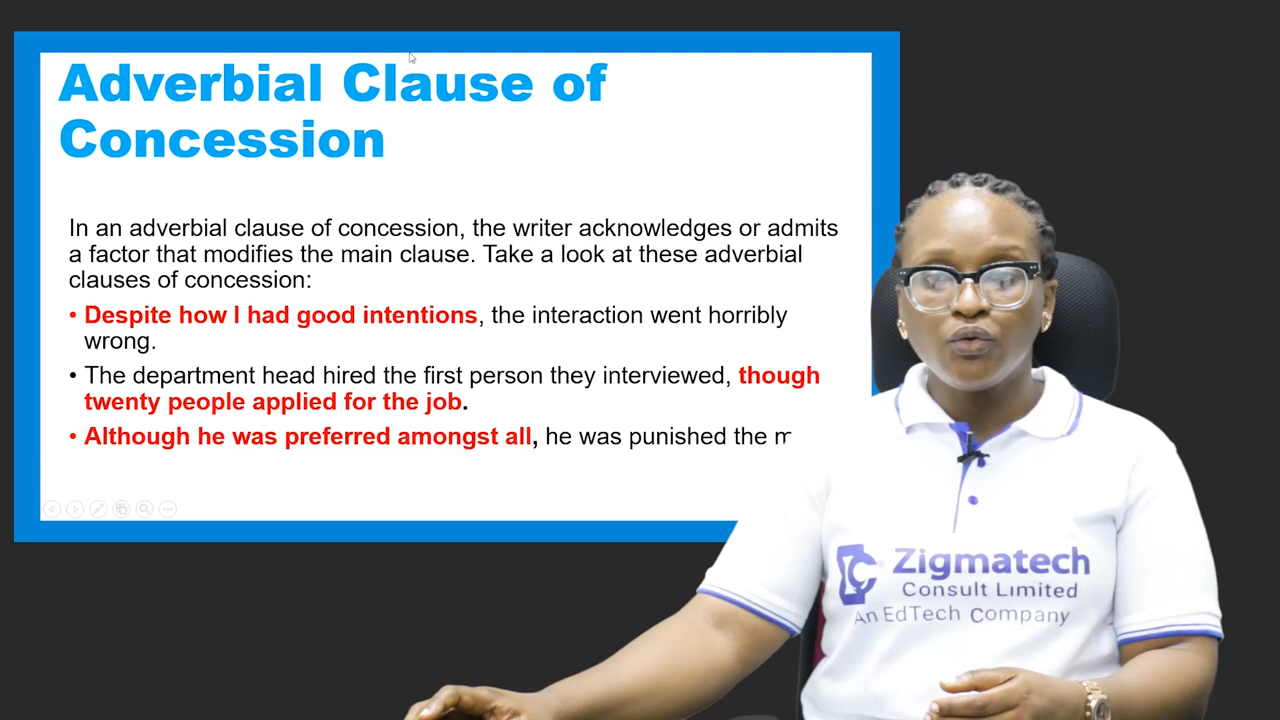 Adverbial Clause of
Concession
In an adverbial clause of concession, the writer acknowledges or admits
a factor that modifies the main clause. Take a look at these adverbial
clauses of concession:
• Despite how I had good intentions, the interaction went horribly
wrong.
• The department head hired the first person they interviewed, though
twenty people applied for the job.
• Although he was preferred amongst all, he was punished the
Zigmatech
Consult Limited
An EdTech Company